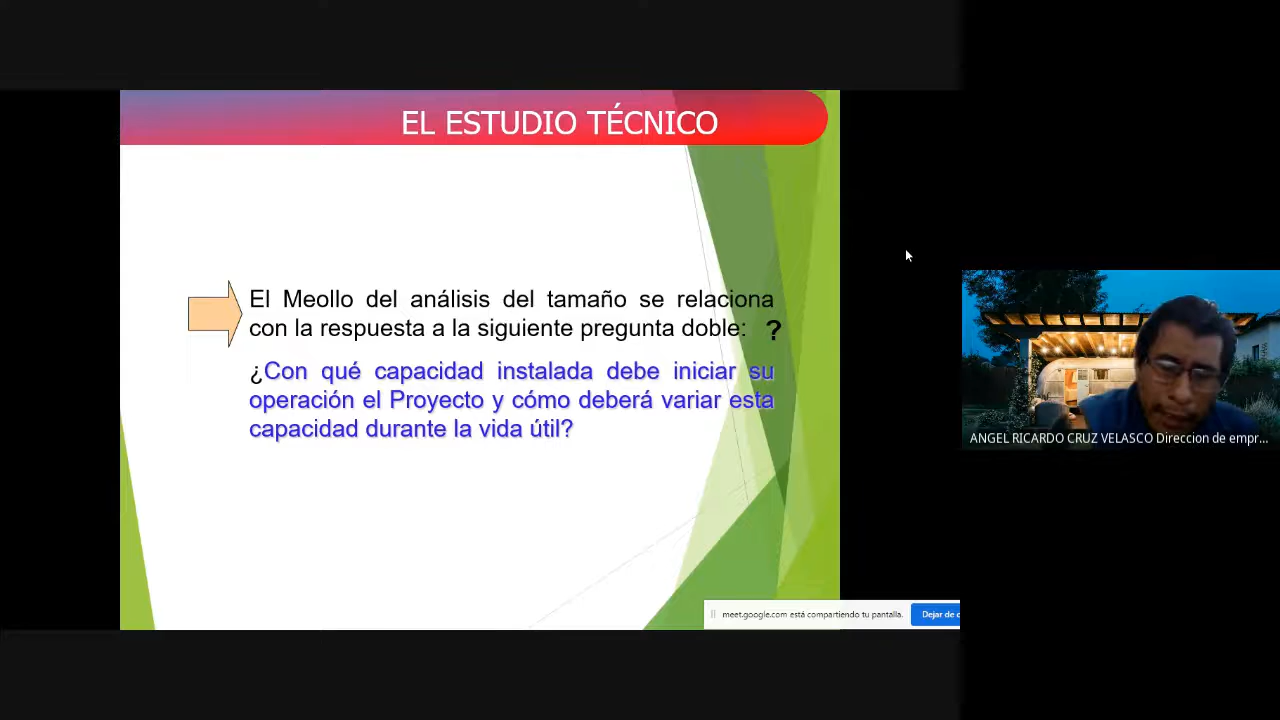 EL ESTUDIO TÉCNICO
El Meollo del análisis del tamaño se relaciona
con la respuesta a la siguiente pregunta doble: ?
¿Con qué capacidad instalada debe iniciar su
operación el Proyecto y cómo deberá variar esta
capacidad durante la vida útil?
ANGEL RICARDO CRUZ VELASCO Direccion de empr...
meet.google.com está compartiendo tu pantalla.
Dejar de c